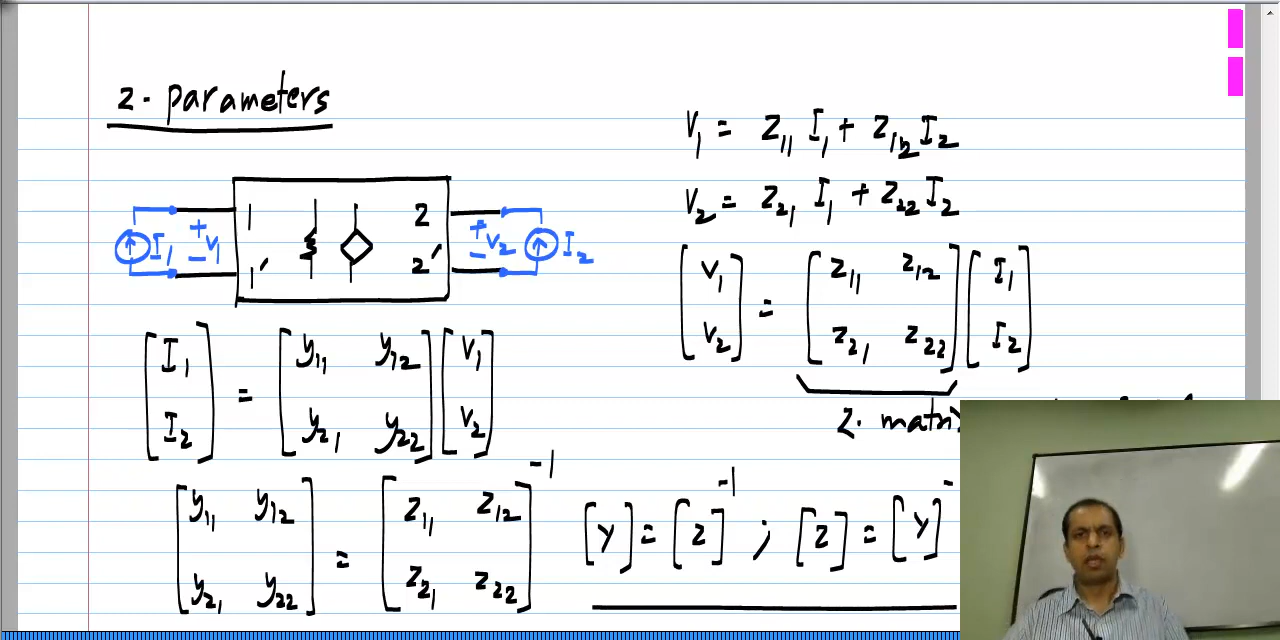 z. parameters
V1 = Z11 I1 + Z12 I2
V2 = Z21 I1 + Z22 I2
I1 + V1 − 1 1′ 2 2′ + V2 − I2
[V1 V2] = [Z11 Z12 Z21 Z22] [I1 I2]
z. matrix
[I1 I2] = [y11 y12 y21 y22] [V1 V2]
[y11 y12 y21 y22] = [Z11 Z12 Z21 Z22]^-1
[Y] = [Z]^-1 ; [Z] = [Y]^-